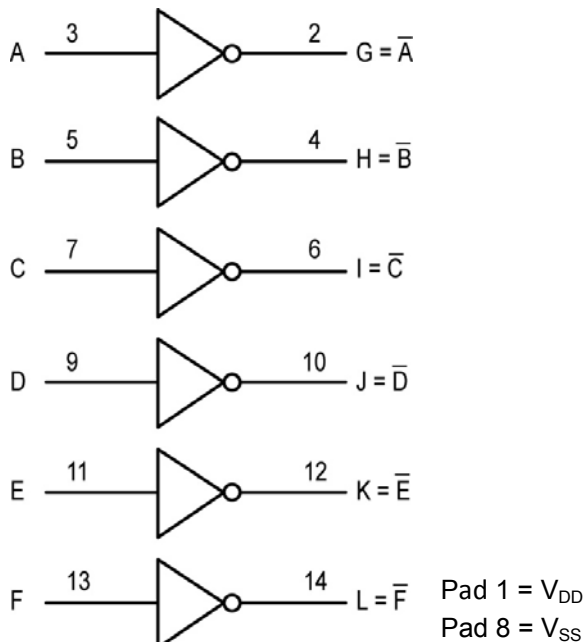 A 3 2 G = A̅
B 5 4 H = B̅
C 7 6 I = C̅
D 9 10 J = D̅
E 11 12 K = E̅
F 13 14 L = F̅
Pad 1 = V_DD
Pad 8 = V_SS